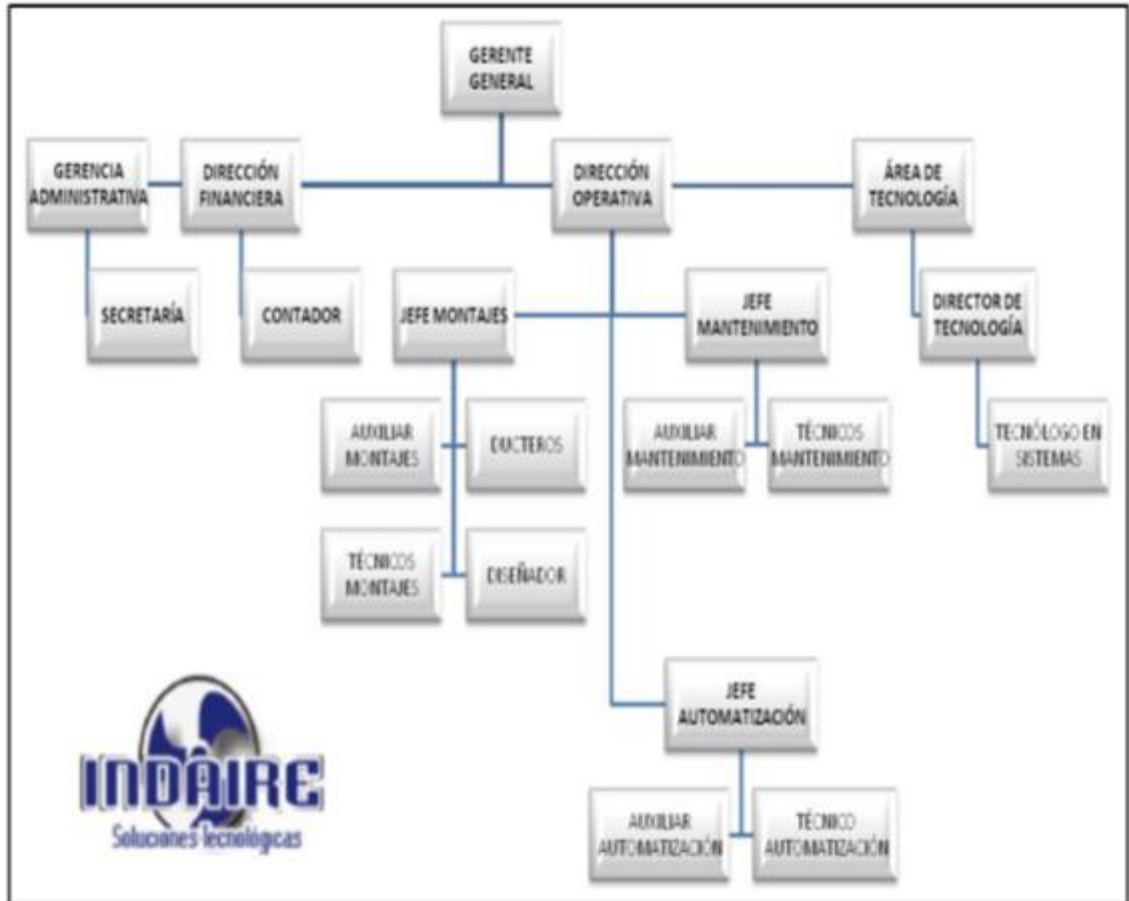 GERENTE
GENERAL
GERENCIA
ADMINISTRATIVA
DIRECCIÓN
FINANCIERA
DIRECCIÓN
OPERATIVA
ÁREA DE
TECNOLOGÍA
SECRETARÍA
CONTADOR
JEFE MONTAJES
JEFE
MANTENIMIENTO
DIRECTOR DE
TECNOLOGÍA
AUXILIAR
MONTAJES
DUCTEROS
AUXILIAR
MANTENIMIENTO
TÉCNICOS
MANTENIMIENTO
TECNÓLOGO EN
SISTEMAS
TÉCNICOS
MONTAJES
DISEÑADOR
JEFE
AUTOMATIZACIÓN
AUXILIAR
AUTOMATIZACIÓN
TÉCNICO
AUTOMATIZACIÓN
INDAIRE
Soluciones Tecnológicas